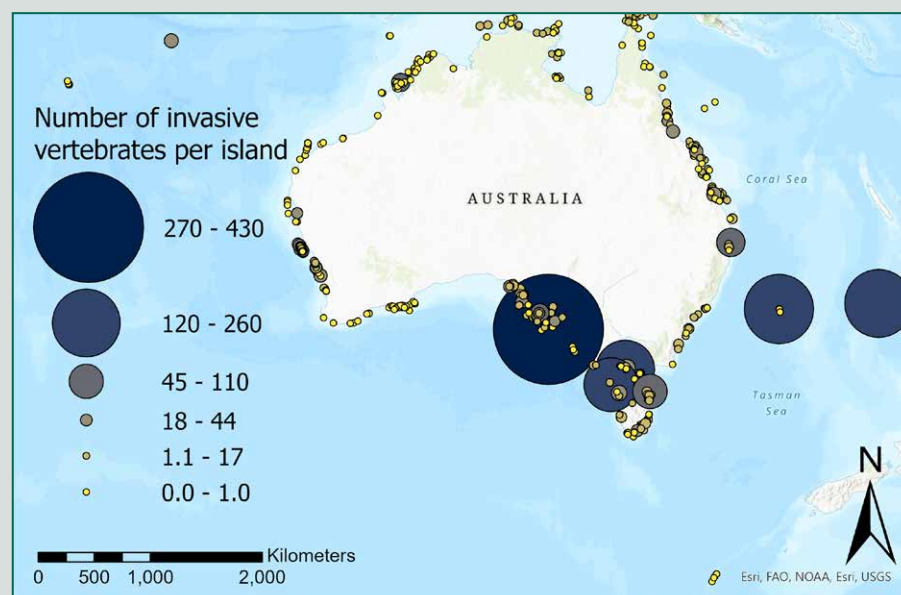 Number of invasive
vertebrates per island
270 - 430
120 - 260
45 - 110
18 - 44
1.1 - 17
0.0 - 1.0
AUSTRALIA
Coral Sea
Tasman
Sea
N
Kilometers
0 500 1,000 2,000
Esri, FAO, NOAA, Esri, USGS